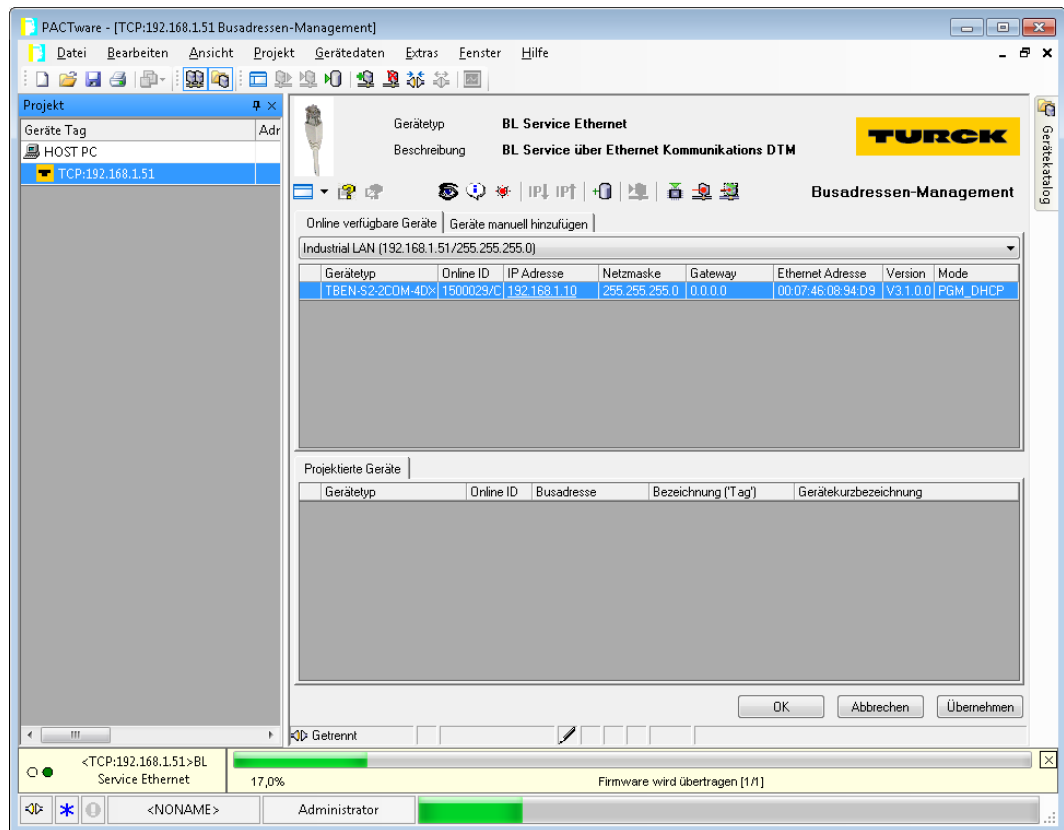 PACTware - [TCP:192.168.1.51 Busadressen-Management]
Datei Bearbeiten Ansicht Projekt Gerätedaten Extras Fenster Hilfe
Projekt
Geräte Tag Adr
HOST PC
TCP:192.168.1.51
Gerätetyp BL Service Ethernet
Beschreibung BL Service über Ethernet Kommunikations DTM
TURCK
IP↓ IP↑
Busadressen-Management
Online verfügbare Geräte Geräte manuell hinzufügen
Industrial LAN (192.168.1.51/255.255.255.0)
Gerätetyp Online ID IP Adresse Netzmaske Gateway Ethernet Adresse Version Mode
TBEN-S2-2COM-4DX 1500029/C 192.168.1.10 255.255.255.0 0.0.0.0 00:07:46:08:94:D9 V3.1.0.0 PGM_DHCP
Projektierte Geräte
Gerätetyp Online ID Busadresse Bezeichnung ('Tag') Gerätekurzbezeichnung
OK Abbrechen Übernehmen
Getrennt
Gerätekatalog
<TCP:192.168.1.51>BL
Service Ethernet
17,0% Firmware wird übertragen [1/1]
<NONAME> Administrator